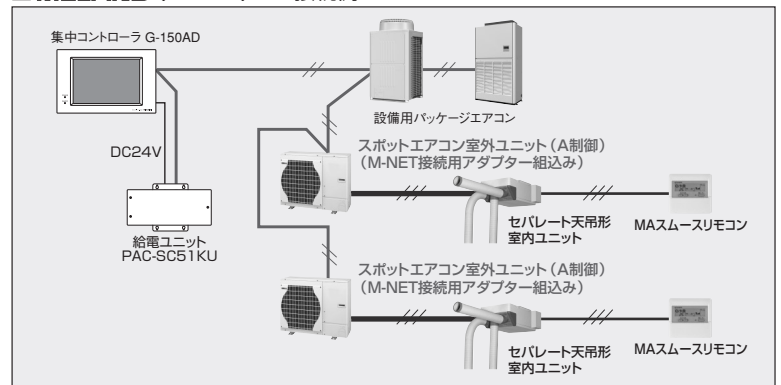 集中コントローラ G-150AD
設備用パッケージエアコン
DC24V
給電ユニット
PAC-SC51KU
スポットエアコン室外ユニット（A制御）
（M-NET接続用アダプター組込み）
セパレート天吊形
室内ユニット
MAスムースリモコン
スポットエアコン室外ユニット（A制御）
（M-NET接続用アダプター組込み）
セパレート天吊形
室内ユニット
MAスムースリモコン